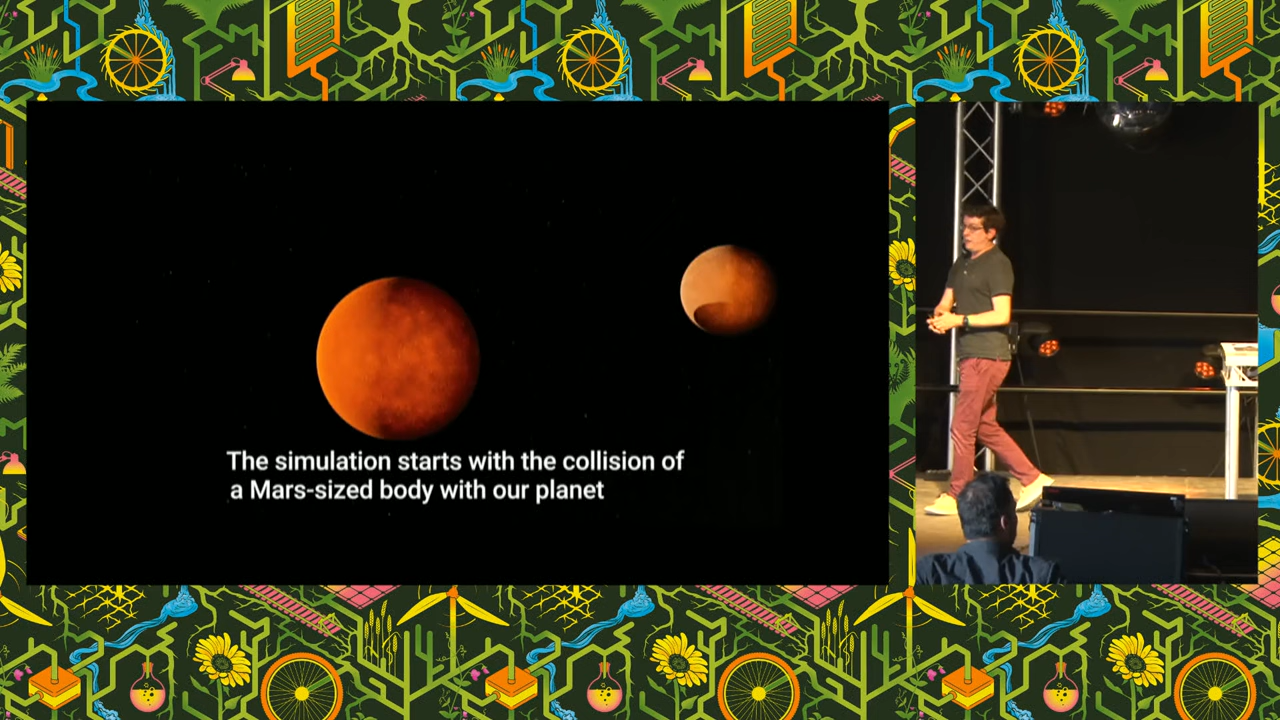 The simulation starts with the collision of
a Mars-sized body with our planet